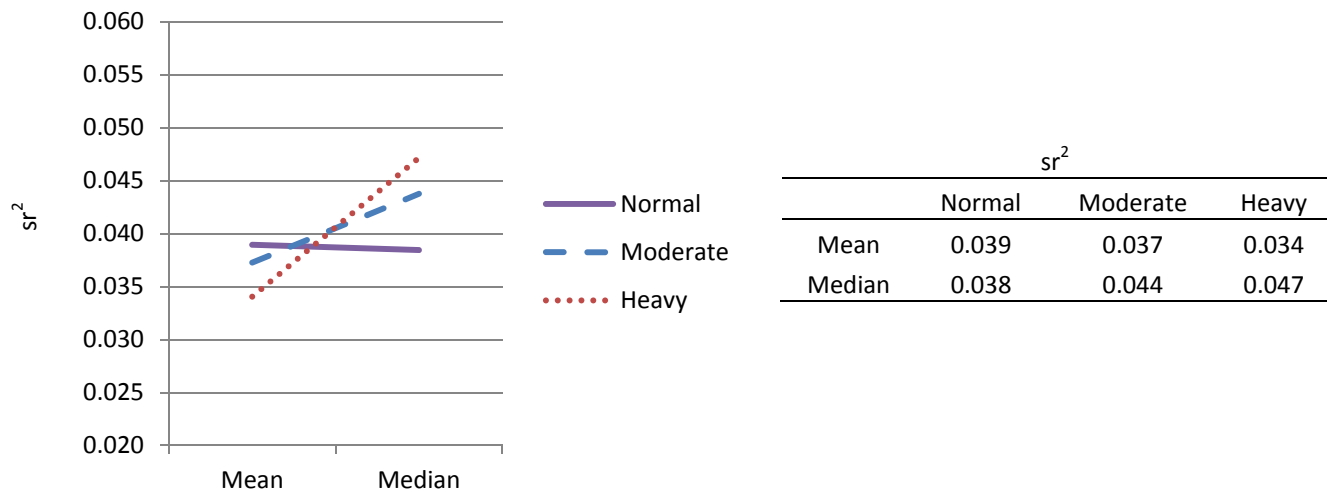 0.060
0.055
0.050
0.045
0.040
0.035
0.030
0.025
0.020
sr²
Mean Median
Normal
Moderate
Heavy
sr²
Normal Moderate Heavy
Mean 0.039 0.037 0.034
Median 0.038 0.044 0.047